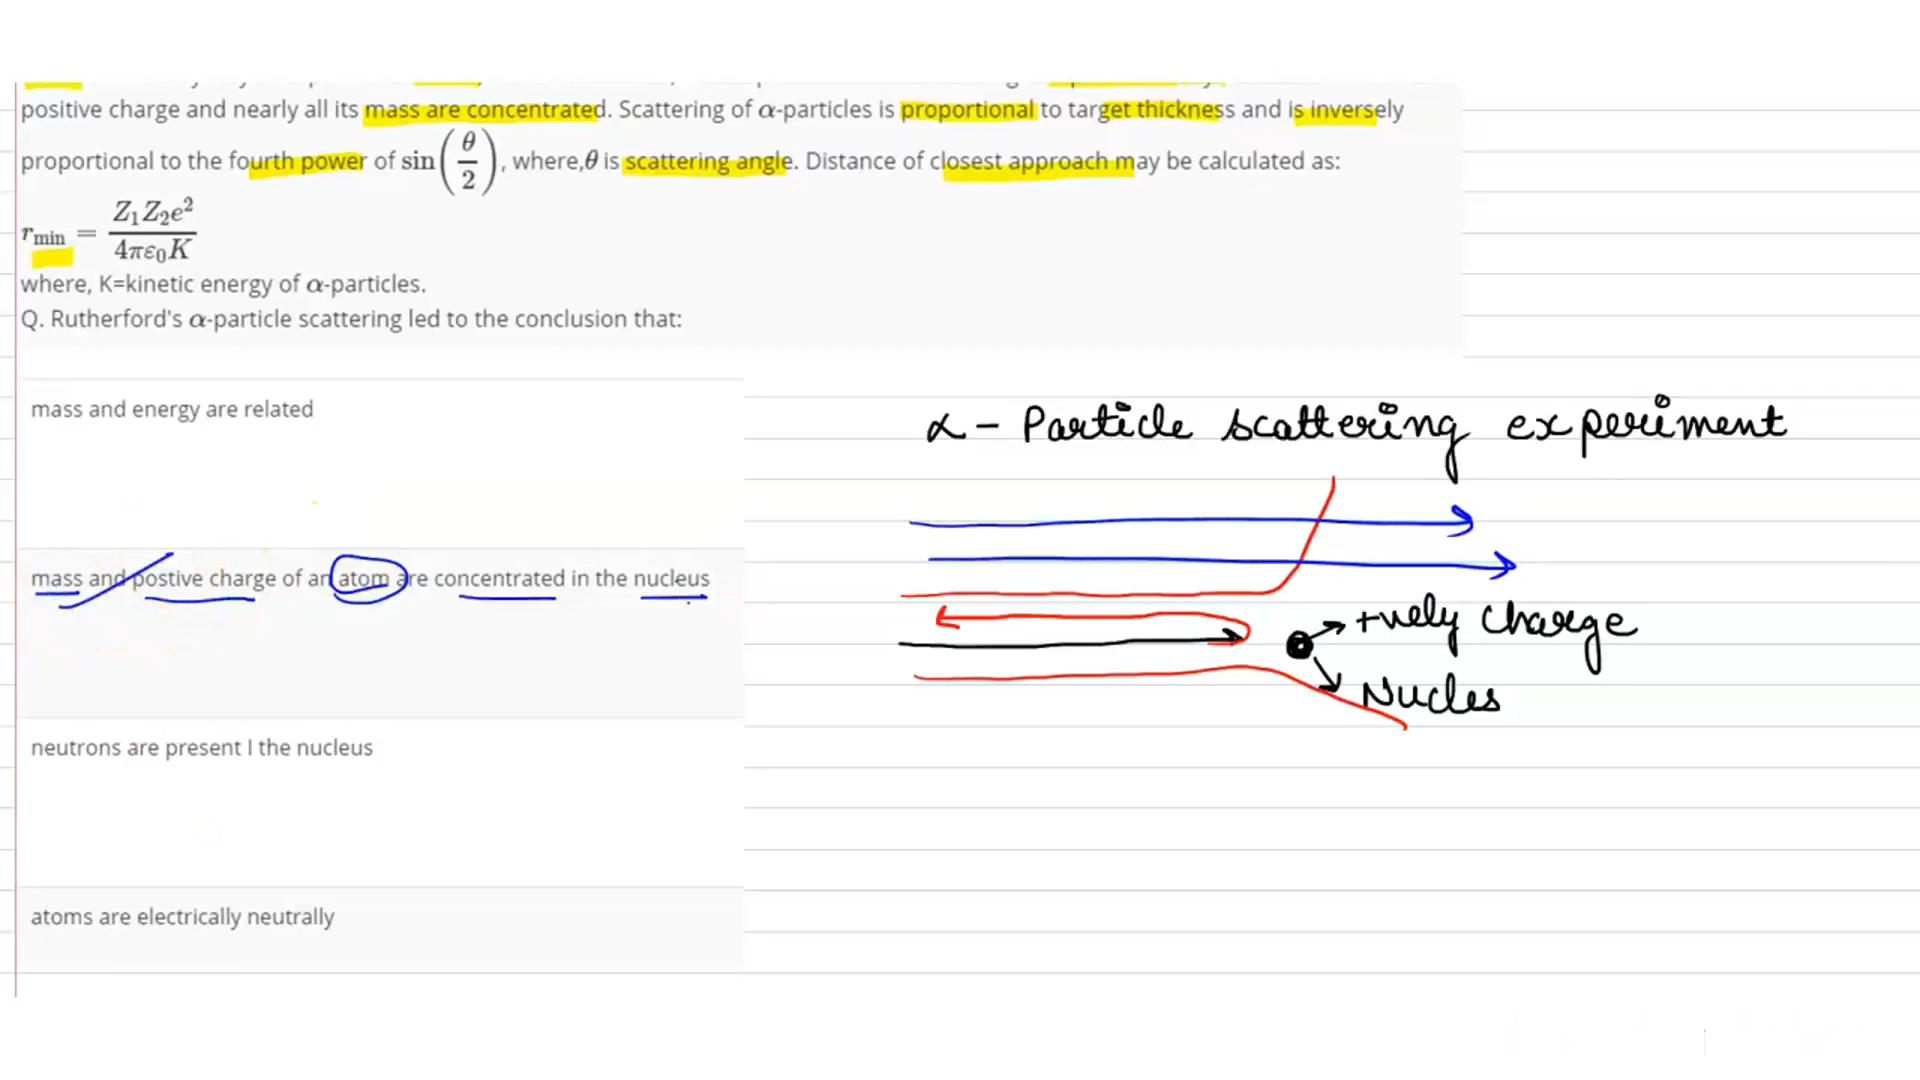 positive charge and nearly all its mass are concentrated. Scattering of α-particles is proportional to target thickness and is inversely
proportional to the fourth power of sin(θ/2), where,θ is scattering angle. Distance of closest approach may be calculated as:
r_min = Z₁Z₂e² / 4πε₀K
where, K=kinetic energy of α-particles.
Q. Rutherford's α-particle scattering led to the conclusion that:
mass and energy are related
α - Particle scattering experiment
mass and postive charge of an atom are concentrated in the nucleus
+vely charge
Nucles
neutrons are present I the nucleus
atoms are electrically neutrally